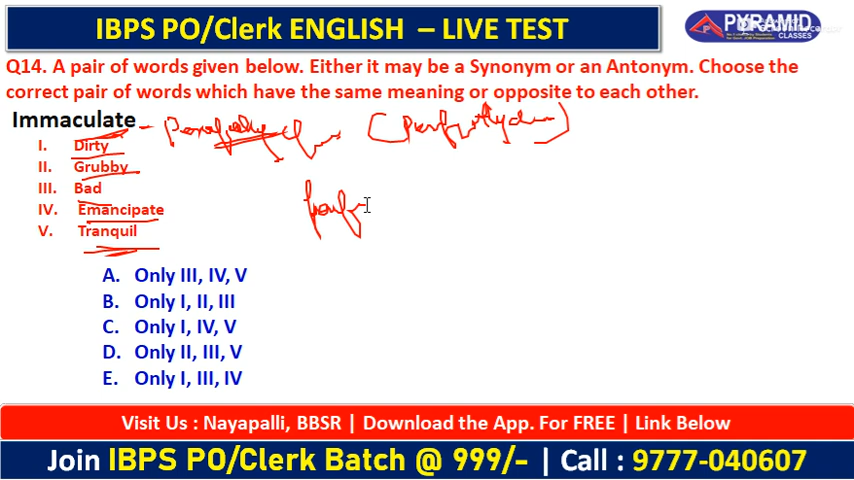 IBPS PO/Clerk ENGLISH – LIVE TEST
PYRAMID
CLASSES
Q14. A pair of words given below. Either it may be a Synonym or an Antonym. Choose the
correct pair of words which have the same meaning or opposite to each other.
Immaculate
I. Dirty
II. Grubby
III. Bad
IV. Emancipate
V. Tranquil
A. Only III, IV, V
B. Only I, II, III
C. Only I, IV, V
D. Only II, III, V
E. Only I, III, IV
Visit Us : Nayapalli, BBSR | Download the App. For FREE | Link Below
Join IBPS PO/Clerk Batch @ 999/- | Call : 9777-040607